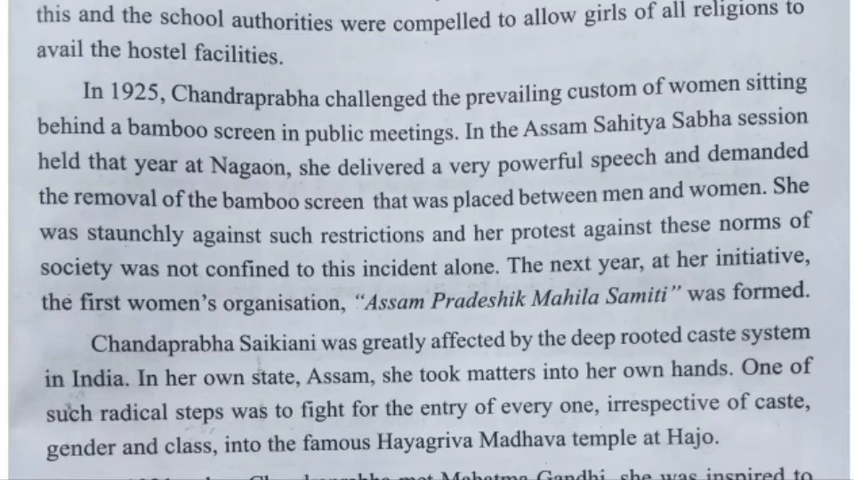 this and the school authorities were compelled to allow girls of all religions to
avail the hostel facilities.
In 1925, Chandraprabha challenged the prevailing custom of women sitting
behind a bamboo screen in public meetings. In the Assam Sahitya Sabha session
held that year at Nagaon, she delivered a very powerful speech and demanded
the removal of the bamboo screen that was placed between men and women. She
was staunchly against such restrictions and her protest against these norms of
society was not confined to this incident alone. The next year, at her initiative,
the first women's organisation, “Assam Pradeshik Mahila Samiti” was formed.
Chandaprabha Saikiani was greatly affected by the deep rooted caste system
in India. In her own state, Assam, she took matters into her own hands. One of
such radical steps was to fight for the entry of every one, irrespective of caste,
gender and class, into the famous Hayagriva Madhava temple at Hajo.
met Mahatma Gandhi, she was inspired to